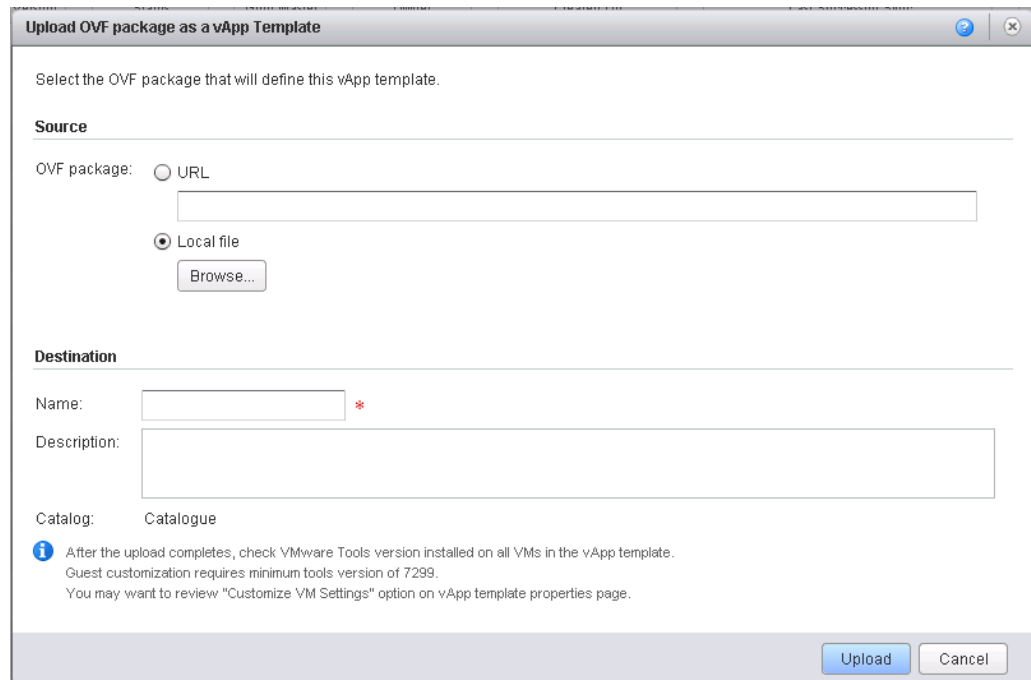 Upload OVF package as a vApp Template
Select the OVF package that will define this vApp template.
Source
OVF package:
URL
Local file
Browse...
Destination
Name:
*
Description:
Catalog: Catalogue
After the upload completes, check VMware Tools version installed on all VMs in the vApp template.
Guest customization requires minimum tools version of 7299.
You may want to review "Customize VM Settings" option on vApp template properties page.
Upload Cancel